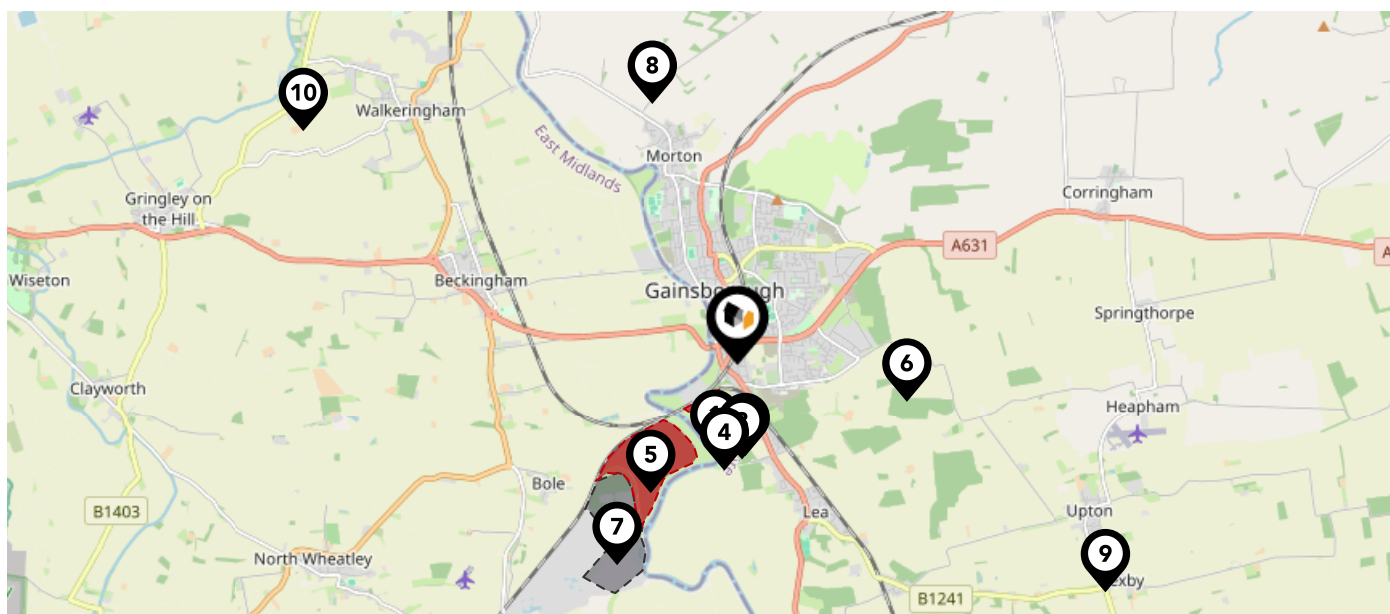 8
10
Walkeringham
East Midlands
Morton
Gringley on
the Hill
Corringham
A631
Wiseton
Beckingham
Gainsborough
Springthorpe
6
Clayworth
Heapham
4
5
Bole
B1403
Upton
Lea
7
North Wheatley
9
exby
B1241